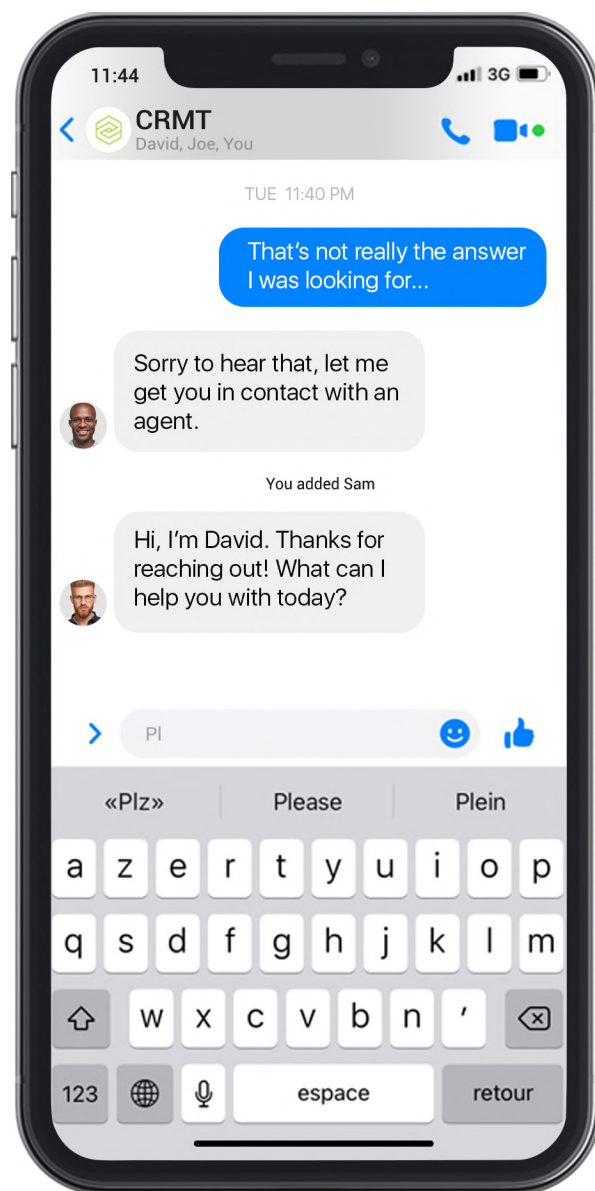 11:44
3G
CRMT
David, Joe, You
TUE 11:40 PM
That’s not really the answer
I was looking for...
Sorry to hear that, let me
get you in contact with an
agent.
You added Sam
Hi, I’m David. Thanks for
reaching out! What can I
help you with today?
Pl
«Plz» Please Plein
a z e r t y u i o p
q s d f g h j k l m
w x c v b n ′
123 espace retour